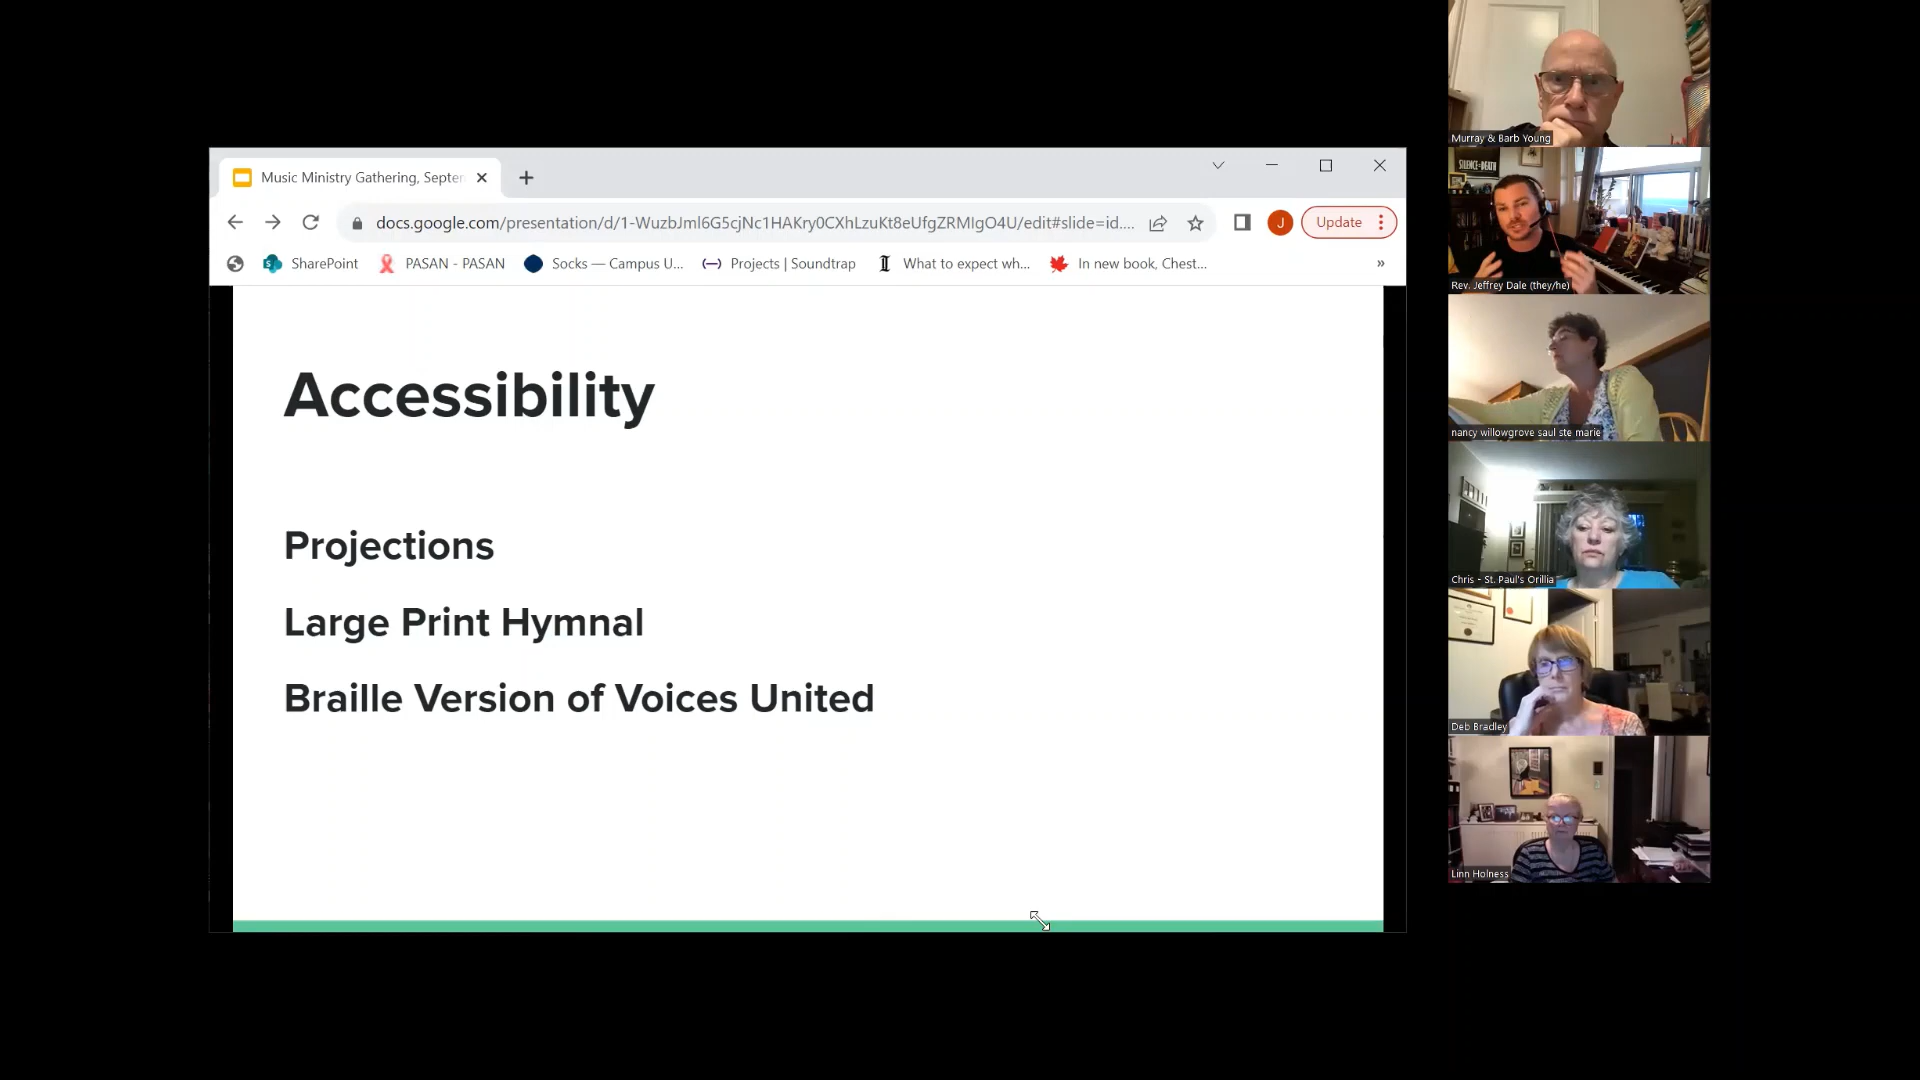 Music Ministry Gathering, Septem
docs.google.com/presentation/d/1-WuzbJml6G5cjNc1HAKry0CXhLzuKt8eUfgZRMIgO4U/edit#slide=id....
J
Update
SharePoint
PASAN - PASAN
Socks — Campus U...
Projects | Soundtrap
What to expect wh...
In new book, Chest...
»
Accessibility
Projections
Large Print Hymnal
Braille Version of Voices United
Murray & Barb Young
SILENCE=DEATH
Rev. Jeffrey Dale (they/he)
nancy willowgrove saul ste marie
Chris - St. Paul's Orillia
Deb Bradley
Linn Holness